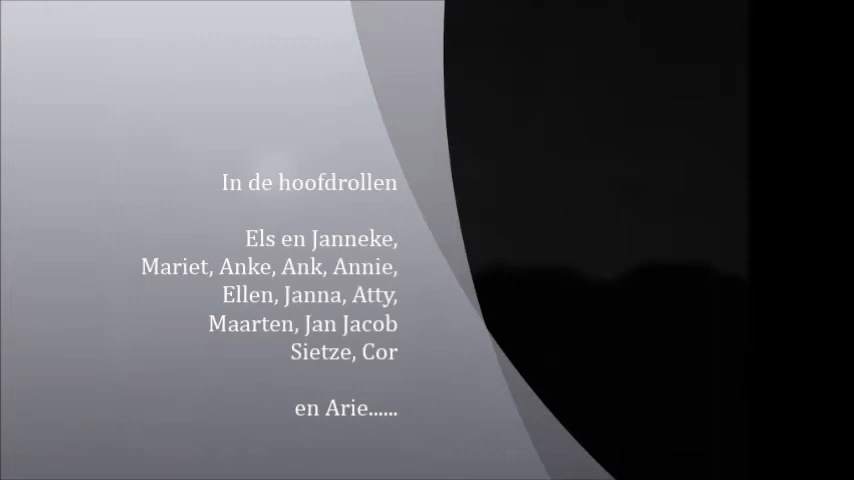 In de hoofdrollen
Els en Janneke,
Mariet, Anke, Ank, Annie,
Ellen, Janna, Atty,
Maarten, Jan Jacob
Sietze, Cor
en Arie......